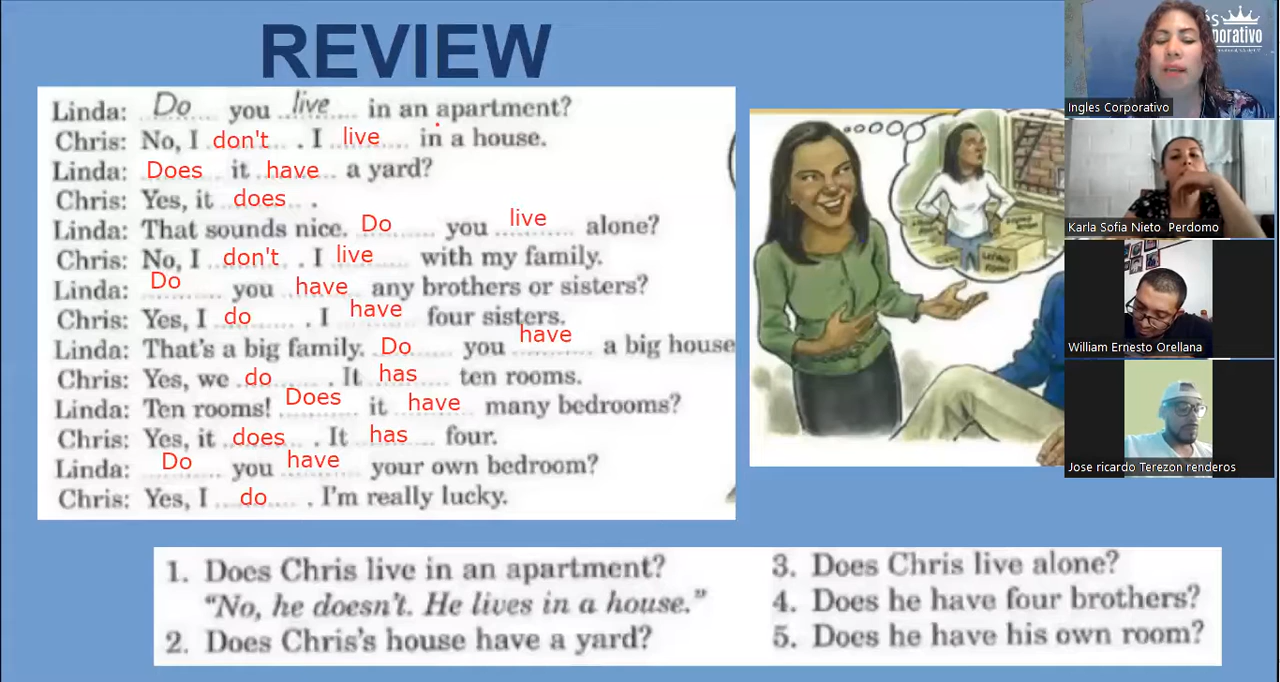 REVIEW
Linda: Do you live in an apartment?
Chris: No, I don't . I live in a house.
Linda: Does it have a yard?
Chris: Yes, it does .
Linda: That sounds nice. Do you live alone?
Chris: No, I don't . I live with my family.
Linda: Do you have any brothers or sisters?
Chris: Yes, I do . I have four sisters.
Linda: That's a big family. Do you have a big house
Chris: Yes, we do . It has ten rooms.
Linda: Ten rooms! Does it have many bedrooms?
Chris: Yes, it does . It has four.
Linda: Do you have your own bedroom?
Chris: Yes, I do . I'm really lucky.
1. Does Chris live in an apartment?
"No, he doesn't. He lives in a house."
2. Does Chris's house have a yard?
3. Does Chris live alone?
4. Does he have four brothers?
5. Does he have his own room?
Ingles Corporativo
Karla Sofia Nieto Perdomo
William Ernesto Orellana
Jose ricardo Terezon renderos